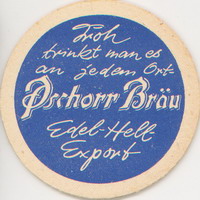 Froh
trinkt man es
an jedem Ort-
Pschorr Bräu
Edel-Hell-
Export